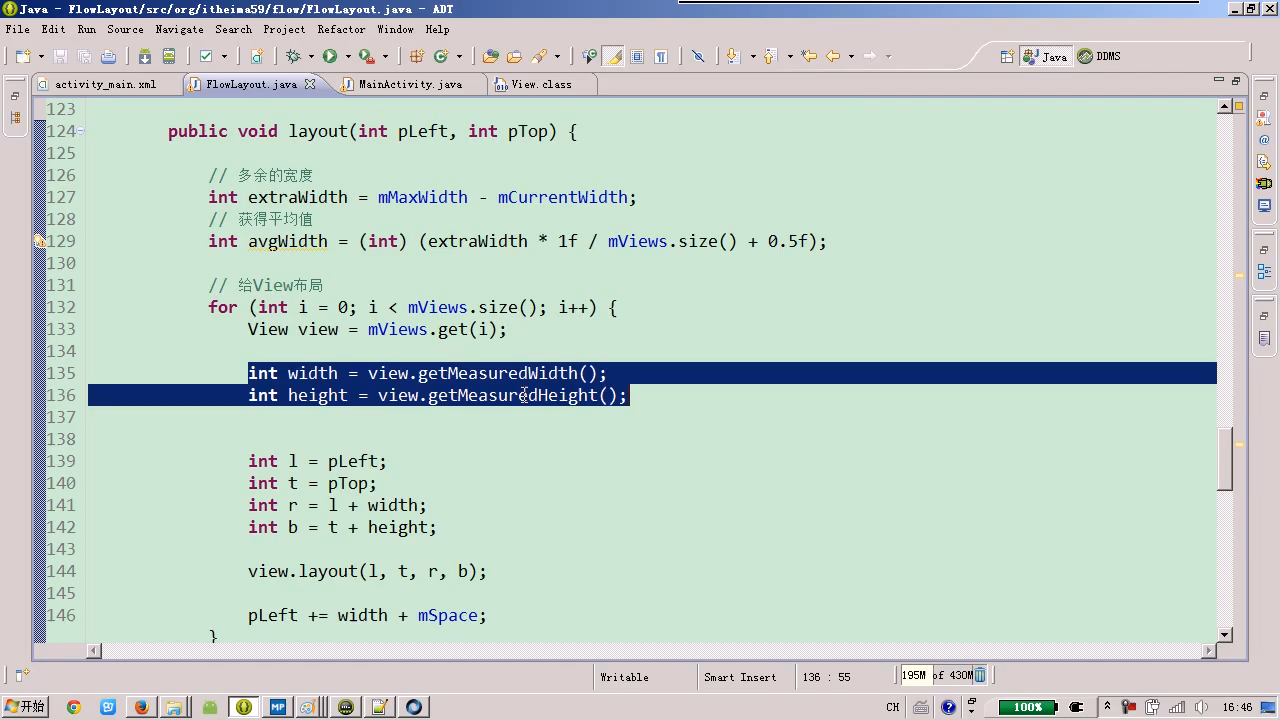 Java - FlowLayout/src/org/itheima59/flow/FlowLayout.java - ADT
File Edit Run Source Navigate Search Project Refactor Window Help
Java DDMS
activity_main.xml FlowLayout.java MainActivity.java View.class
123
124 public void layout(int pLeft, int pTop) {
125
126 // 多余的宽度
127 int extraWidth = mMaxWidth - mCurrentWidth;
128 // 获得平均值
129 int avgWidth = (int) (extraWidth * 1f / mViews.size() + 0.5f);
130
131 // 给View布局
132 for (int i = 0; i < mViews.size(); i++) {
133 View view = mViews.get(i);
134
135 int width = view.getMeasuredWidth();
136 int height = view.getMeasuredHeight();
137
138
139 int l = pLeft;
140 int t = pTop;
141 int r = l + width;
142 int b = t + height;
143
144 view.layout(l, t, r, b);
145
146 pLeft += width + mSpace;
}
Writable Smart Insert 136 : 55 195M of 430M
开始 MP CH 100% 16:46